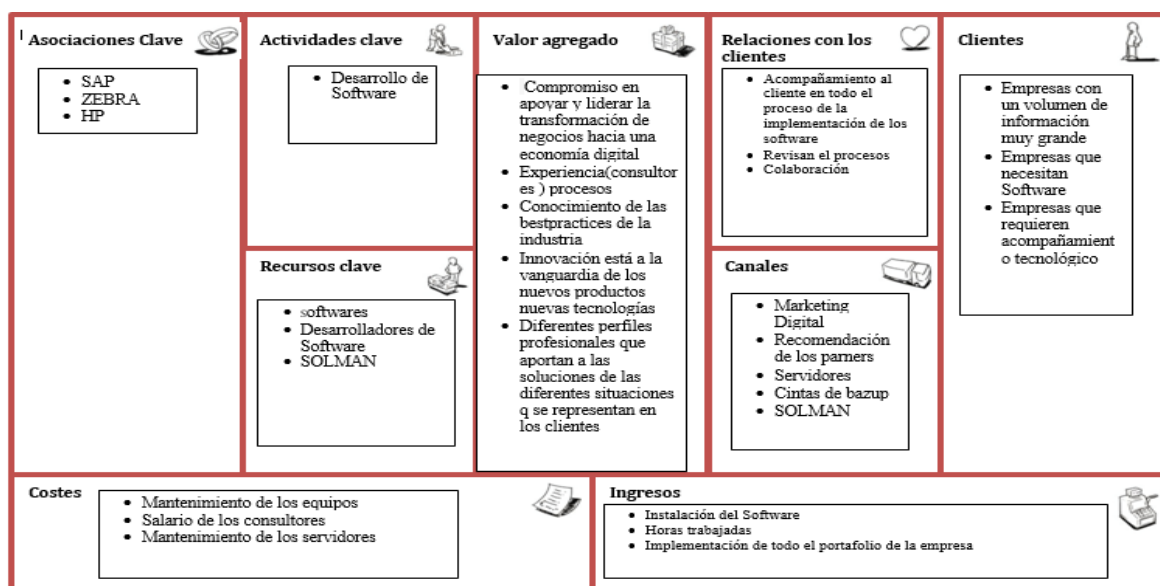 Asociaciones Clave
• SAP
• ZEBRA
• HP
Actividades clave
• Desarrollo de
Software
Recursos clave
• softwares
• Desarrolladores de
Software
• SOLMAN
Valor agregado
• Compromiso en
apoyar y liderar la
transformación de
negocios hacia una
economía digital
• Experiencia(consultor
es ) procesos
• Conocimiento de las
bestpractices de la
industria
• Innovación está a la
vanguardia de los
nuevos productos
nuevas tecnologías
• Diferentes perfiles
profesionales que
aportan a las
soluciones de las
diferentes situaciones
q se representan en
los clientes
Relaciones con los
clientes
• Acompañamiento al
cliente en todo el
proceso de la
implementación de los
software
• Revisan el procesos
• Colaboración
Canales
• Marketing
Digital
• Recomendación
de los parners
• Servidores
• Cintas de bazup
• SOLMAN
Clientes
• Empresas con
un volumen de
información
muy grande
• Empresas que
necesitan
Software
• Empresas que
requieren
acompañamient
o tecnológico
Costes
• Mantenimiento de los equipos
• Salario de los consultores
• Mantenimiento de los servidores
Ingresos
• Instalación del Software
• Horas trabajadas
• Implementación de todo el portafolio de la empresa